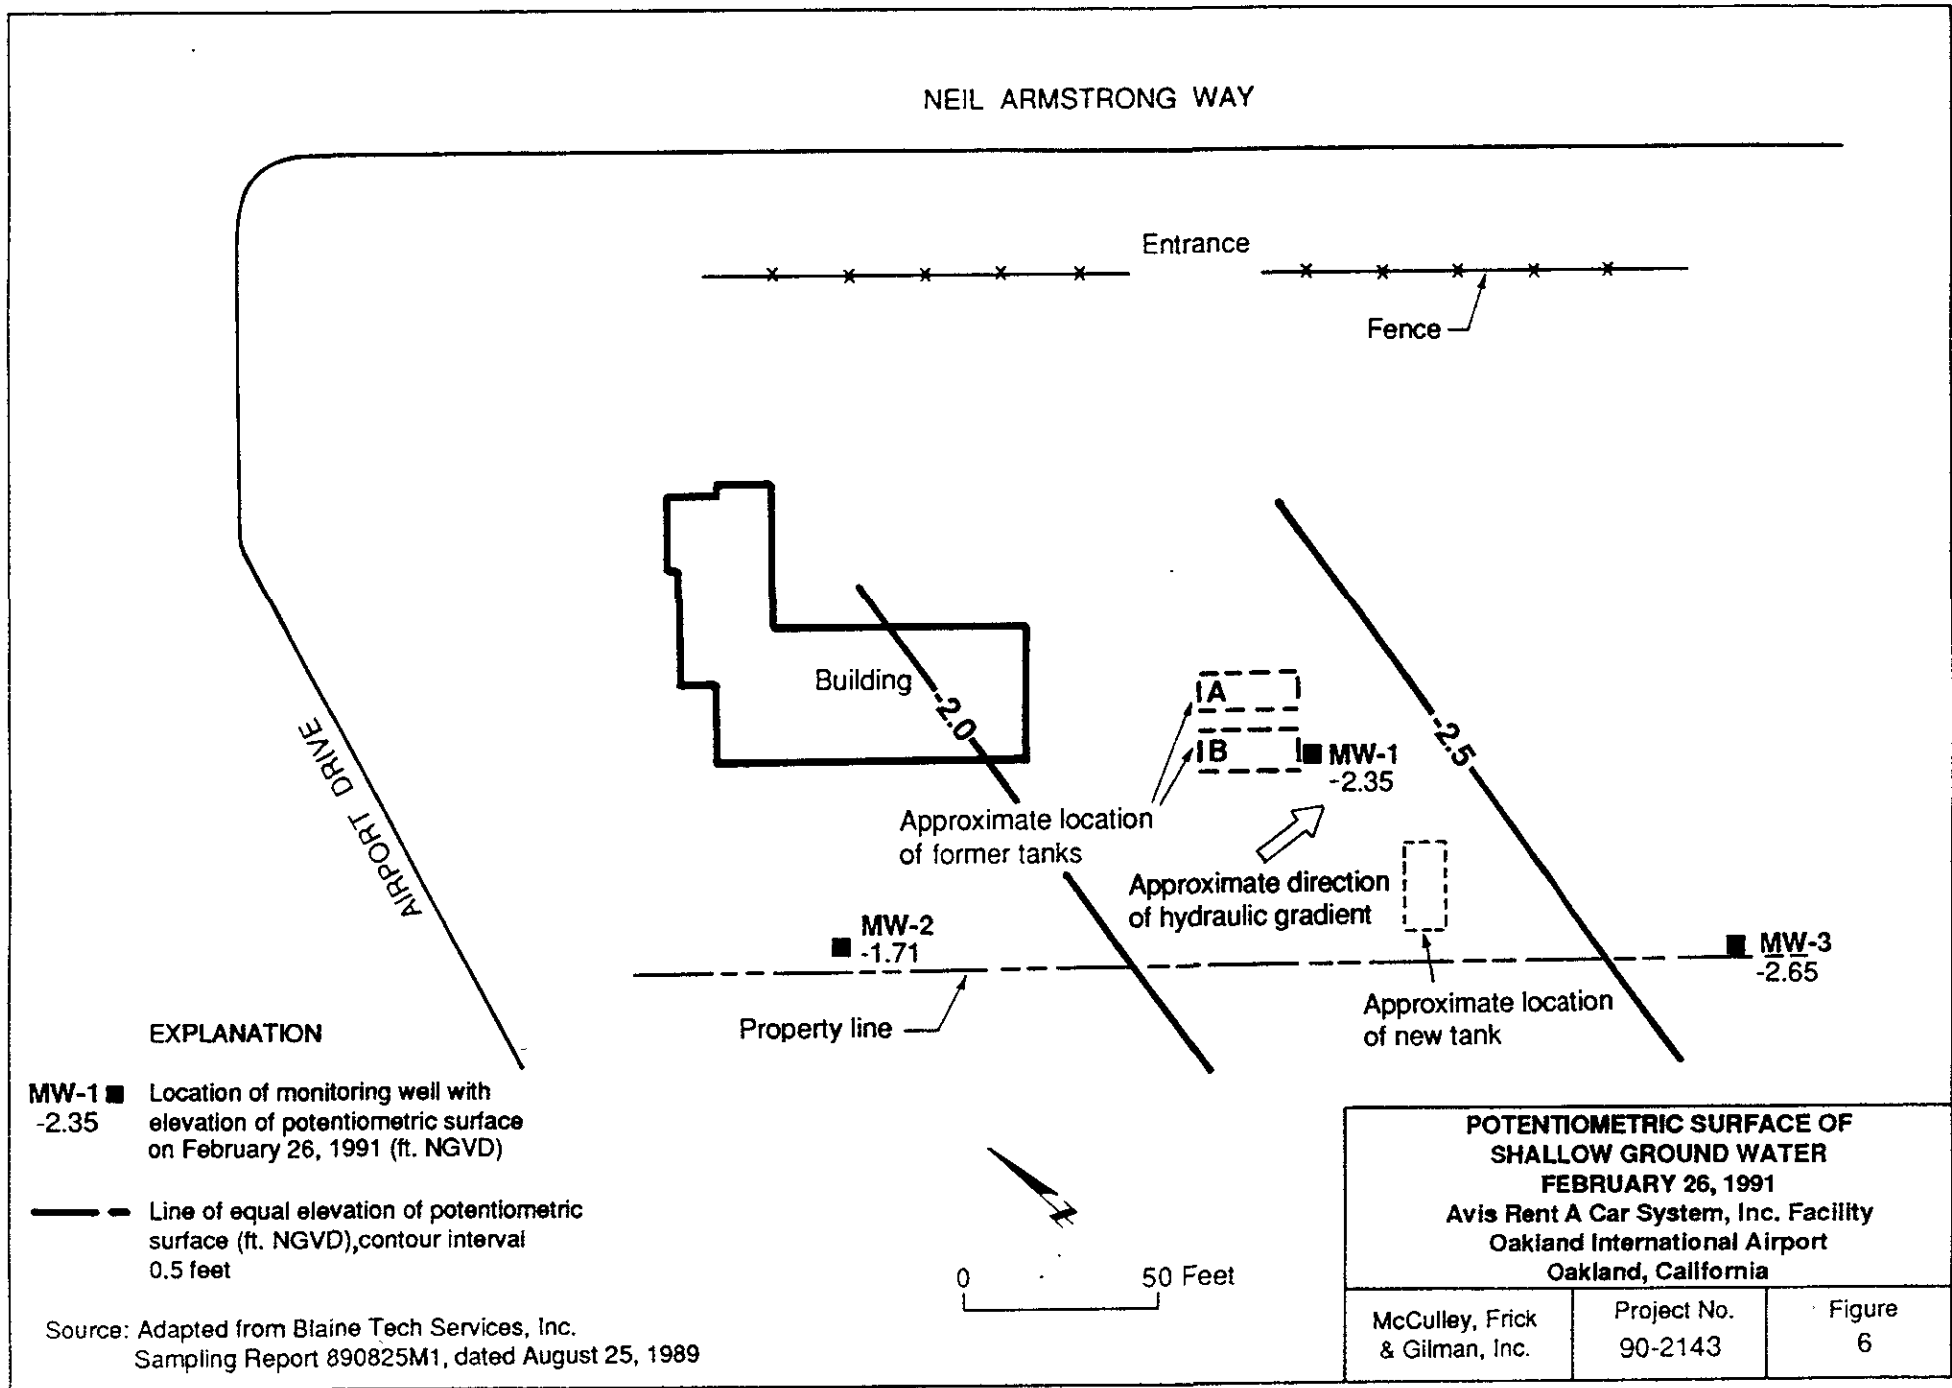 NEIL ARMSTRONG WAY
Entrance
Fence
Building
-2.0
A
B
MW-1
-2.35
-2.5
AIRPORT DRIVE
Approximate location
of former tanks
Approximate direction
of hydraulic gradient
MW-2
-1.71
MW-3
-2.65
Property line
Approximate location
of new tank
EXPLANATION
MW-1 Location of monitoring well with
-2.35 elevation of potentiometric surface
on February 26, 1991 (ft. NGVD)
Line of equal elevation of potentiometric
surface (ft. NGVD),contour interval
0.5 feet
N
0 50 Feet
Source: Adapted from Blaine Tech Services, Inc.
Sampling Report 890825M1, dated August 25, 1989
POTENTIOMETRIC SURFACE OF
SHALLOW GROUND WATER
FEBRUARY 26, 1991
Avis Rent A Car System, Inc. Facility
Oakland International Airport
Oakland, California
McCulley, Frick
& Gilman, Inc.
Project No.
90-2143
Figure
6